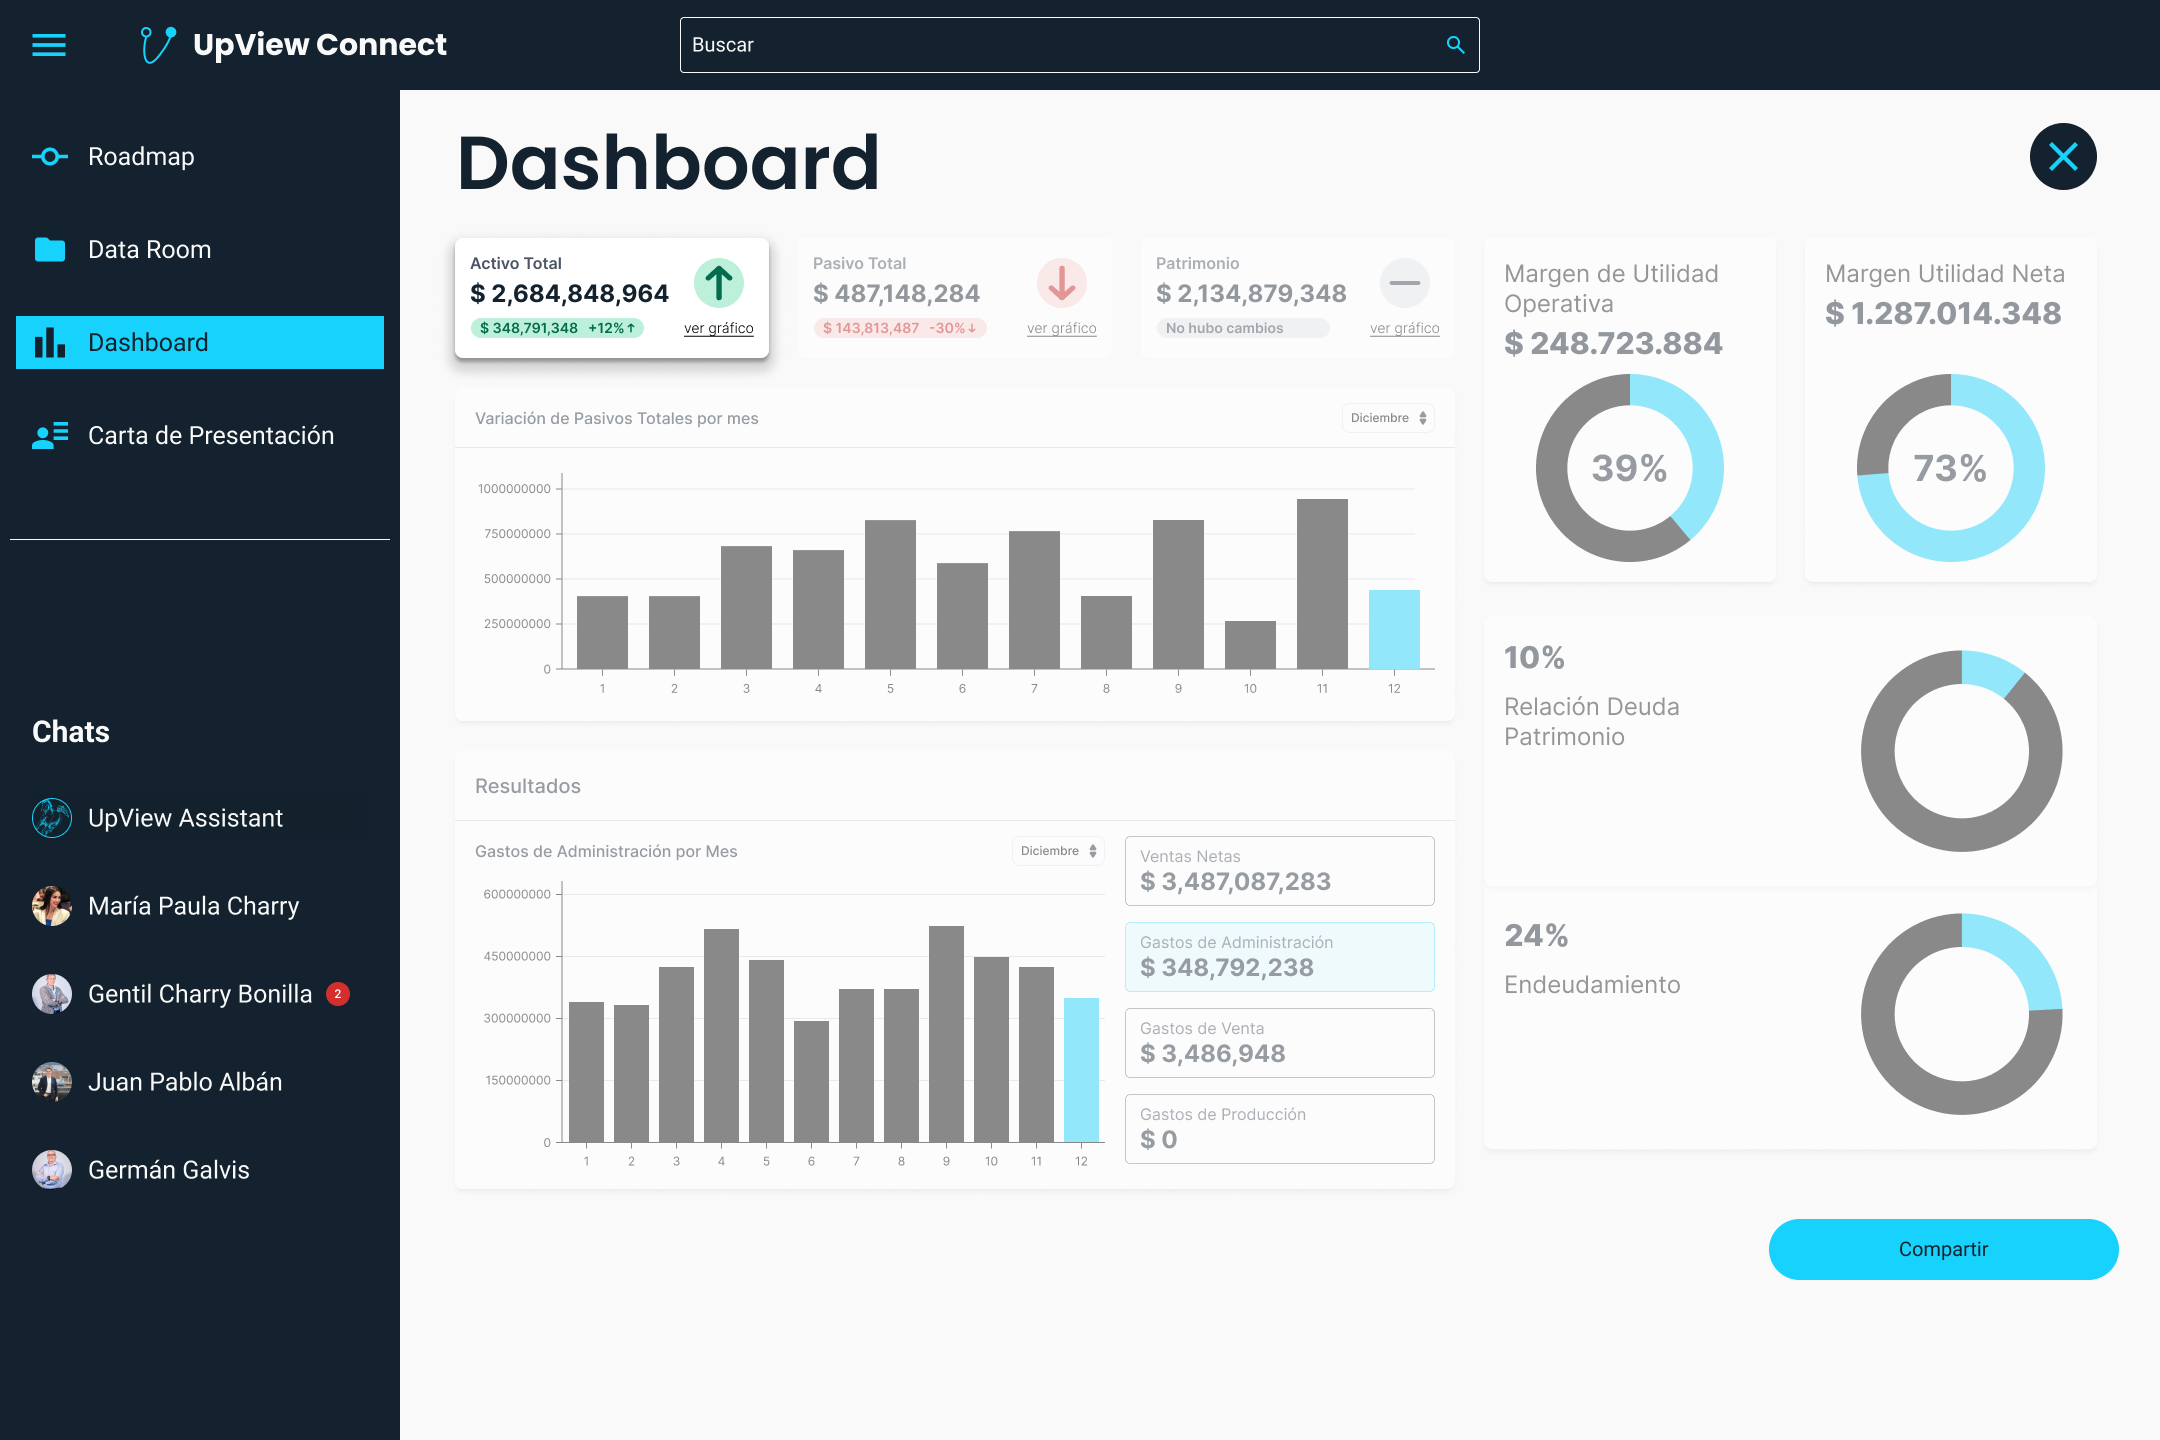 UpView Connect
Buscar
Roadmap
Data Room
Dashboard
Carta de Presentación
Chats
UpView Assistant
María Paula Charry
Gentil Charry Bonilla 2
Juan Pablo Albán
Germán Galvis
Dashboard
Activo Total
$ 2,684,848,964
$ 348,791,348 +12%
ver gráfico
Pasivo Total
$ 487,148,284
$ 143,813,487 -30%
ver gráfico
Patrimonio
$ 2,134,879,348
No hubo cambios
ver gráfico
Variación de Pasivos Totales por mes
Diciembre
1000000000
750000000
500000000
250000000
0
1 2 3 4 5 6 7 8 9 10 11 12
Resultados
Gastos de Administración por Mes
Diciembre
600000000
450000000
300000000
150000000
0
1 2 3 4 5 6 7 8 9 10 11 12
Ventas Netas
$ 3,487,087,283
Gastos de Administración
$ 348,792,238
Gastos de Venta
$ 3,486,948
Gastos de Producción
$ 0
Margen de Utilidad
Operativa
$ 248.723.884
39%
Margen Utilidad Neta
$ 1.287.014.348
73%
10%
Relación Deuda
Patrimonio
24%
Endeudamiento
Compartir